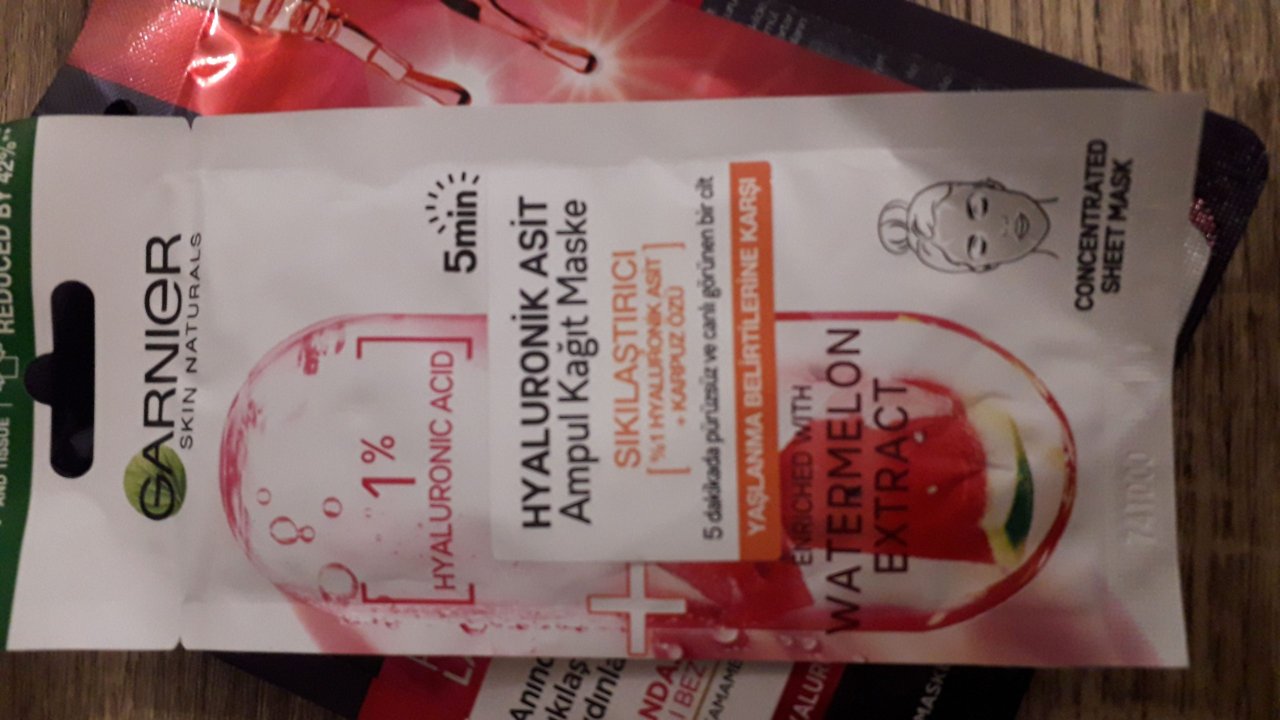 REDUCED BY 42%
AND TISSUE
GARNIER
SKIN NATURALS
1%
HYALURONIC ACID
5min
HYALURONİK ASİT
Ampul Kağıt Maske
SIKILAŞTIRICI
[%1 HYALURONİK ASİT
+ KARPUZ ÖZÜ]
5 dakikada pürüzsüz ve canlı görünen bir cilt
YAŞLANMA BELİRTİLERİNE KARŞI
+
ENRICHED WITH
WATERMELON
EXTRACT
CONCENTRATED
SHEET MASK